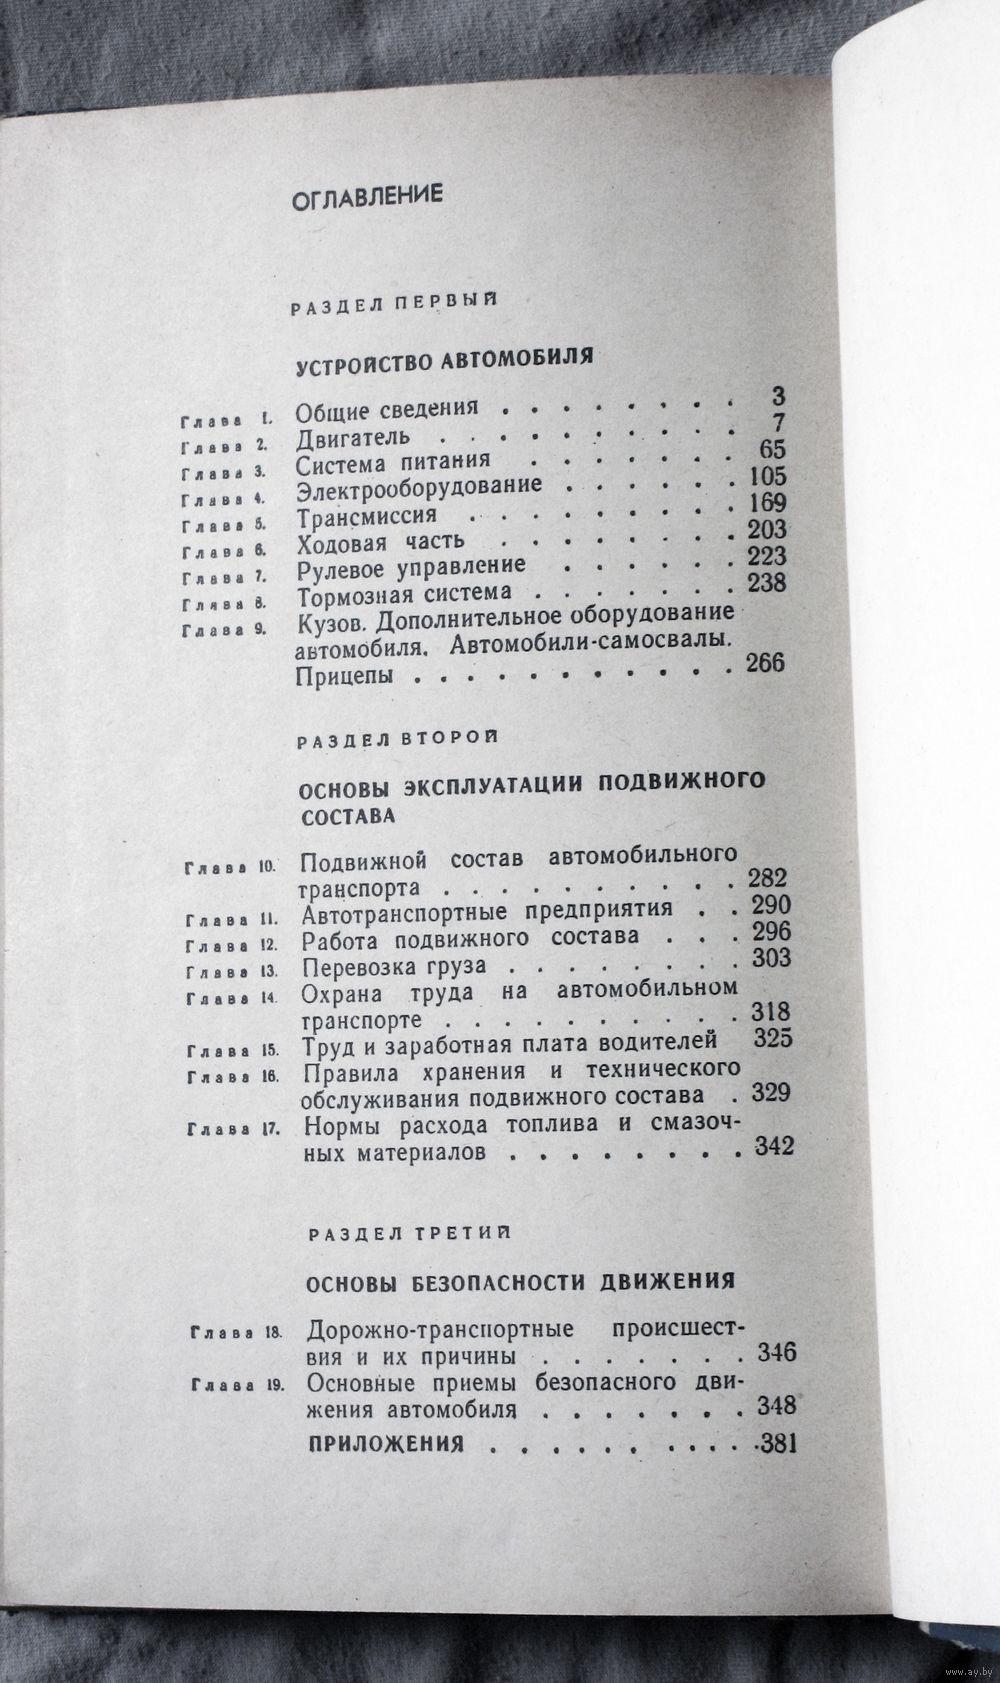 ОГЛАВЛЕНИЕ
РАЗДЕЛ ПЕРВЫЙ
УСТРОЙСТВО АВТОМОБИЛЯ
Глава 1. Общие сведения . . . . . . . . 3
Глава 2. Двигатель . . . . . . . . . . 7
Глава 3. Система питания . . . . . . . 65
Глава 4. Электрооборудование . . . . . . 105
Глава 5. Трансмиссия . . . . . . . . . 169
Глава 6. Ходовая часть . . . . . . . . 203
Глава 7. Рулевое управление . . . . . . 223
Глава 8. Тормозная система . . . . . . . 238
Глава 9. Кузов. Дополнительное оборудование
автомобиля. Автомобили-самосвалы.
Прицепы . . . . . . . . . . . 266
РАЗДЕЛ ВТОРОЙ
ОСНОВЫ ЭКСПЛУАТАЦИИ ПОДВИЖНОГО
СОСТАВА
Глава 10. Подвижной состав автомобильного
транспорта . . . . . . . . . . 282
Глава 11. Автотранспортные предприятия . . 290
Глава 12. Работа подвижного состава . . . 296
Глава 13. Перевозка груза . . . . . . . . 303
Глава 14. Охрана труда на автомобильном
транспорте . . . . . . . . . . 318
Глава 15. Труд и заработная плата водителей 325
Глава 16. Правила хранения и технического
обслуживания подвижного состава . 329
Глава 17. Нормы расхода топлива и смазоч-
ных материалов . . . . . . . . 342
РАЗДЕЛ ТРЕТИЙ
ОСНОВЫ БЕЗОПАСНОСТИ ДВИЖЕНИЯ
Глава 18. Дорожно-транспортные происшест-
вия и их причины . . . . . . . 346
Глава 19. Основные приемы безопасного дви-
жения автомобиля . . . . . . . 348
ПРИЛОЖЕНИЯ . . . . . . . . . . . 381
www.ay.by